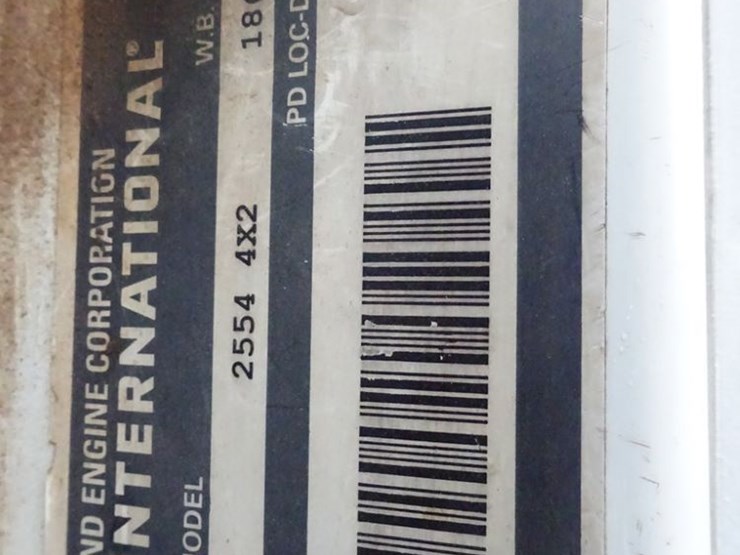 ND ENGINE CORPORATION
NTERNATIONAL®
ODEL W.B.
2554 4X2 18
PD LOC-D